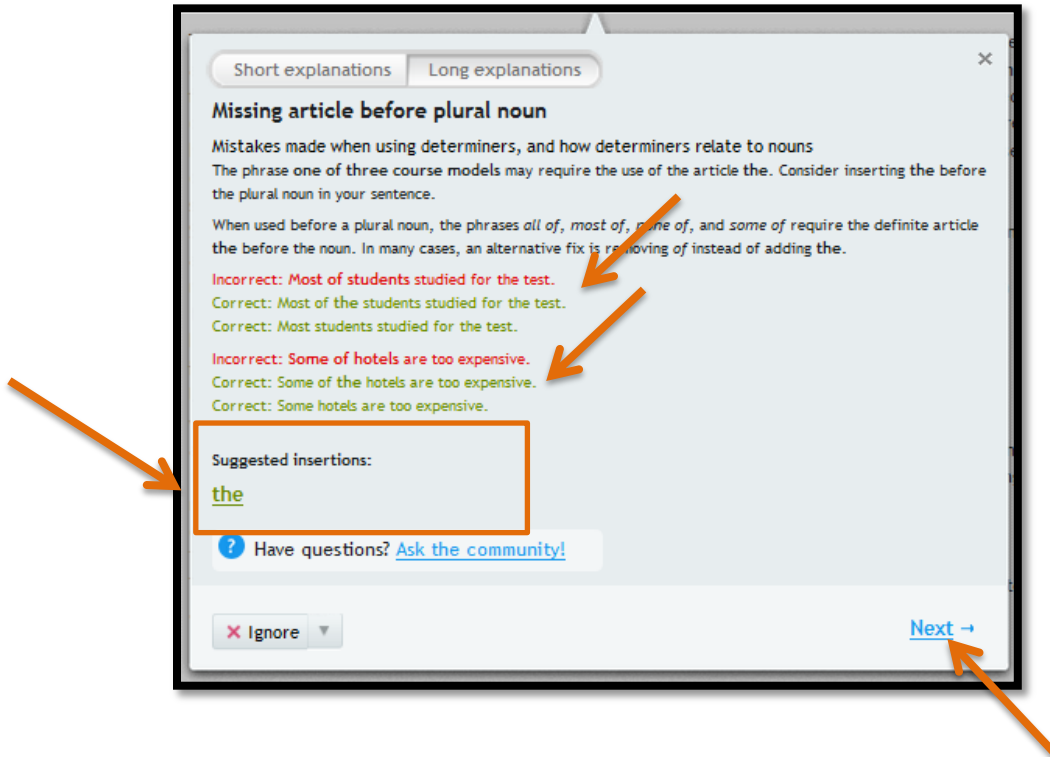 Short explanations Long explanations ×
Missing article before plural noun
Mistakes made when using determiners, and how determiners relate to nouns
The phrase one of three course models may require the use of the article the. Consider inserting the before
the plural noun in your sentence.
When used before a plural noun, the phrases all of, most of, none of, and some of require the definite article
the before the noun. In many cases, an alternative fix is removing of instead of adding the.
Incorrect: Most of students studied for the test.
Correct: Most of the students studied for the test.
Correct: Most students studied for the test.
Incorrect: Some of hotels are too expensive.
Correct: Some of the hotels are too expensive.
Correct: Some hotels are too expensive.
Suggested insertions:
the
? Have questions? Ask the community!
× Ignore ▼ Next →